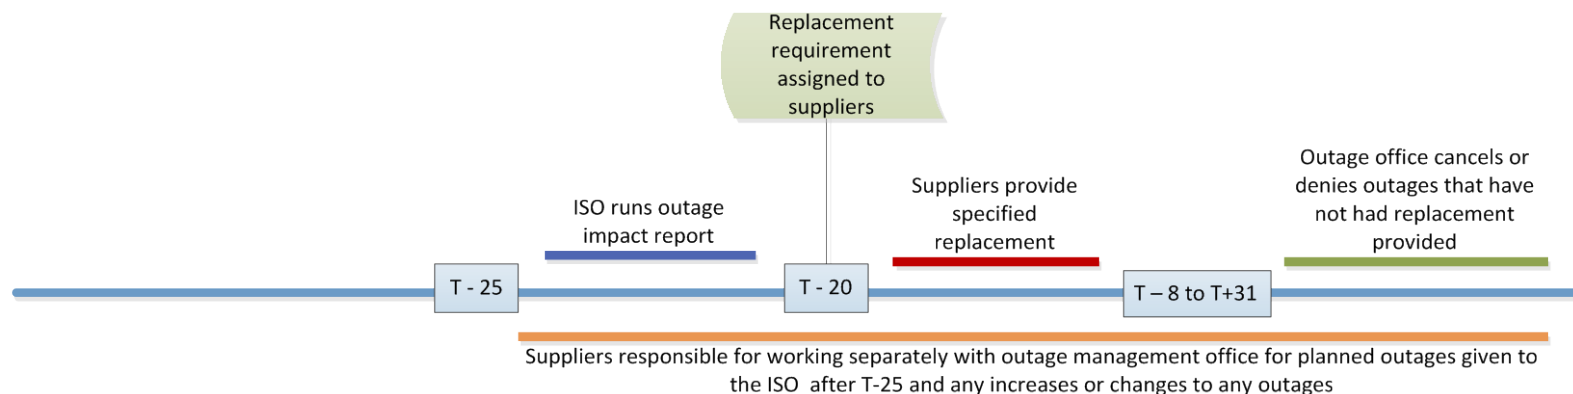 Replacement
requirement
assigned to
suppliers
ISO runs outage
impact report
Suppliers provide
specified
replacement
Outage office cancels or
denies outages that have
not had replacement
provided
T - 25
T - 20
T – 8 to T+31
Suppliers responsible for working separately with outage management office for planned outages given to
the ISO  after T-25 and any increases or changes to any outages